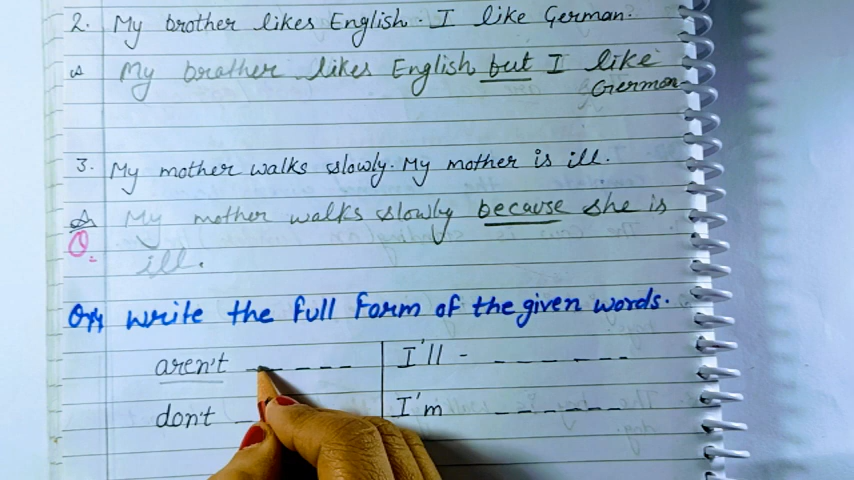 2. My brother likes English. I like German.
A My brother likes English but I like
German
3. My mother walks slowly. My mother is ill.
A My mother walks slowly because she is
Q. ill.
Write the full form of the given words.
aren't _ _ _ _ _ I'll - _ _ _ _ _ _
don't _ I'm _ _ _ _ _ _